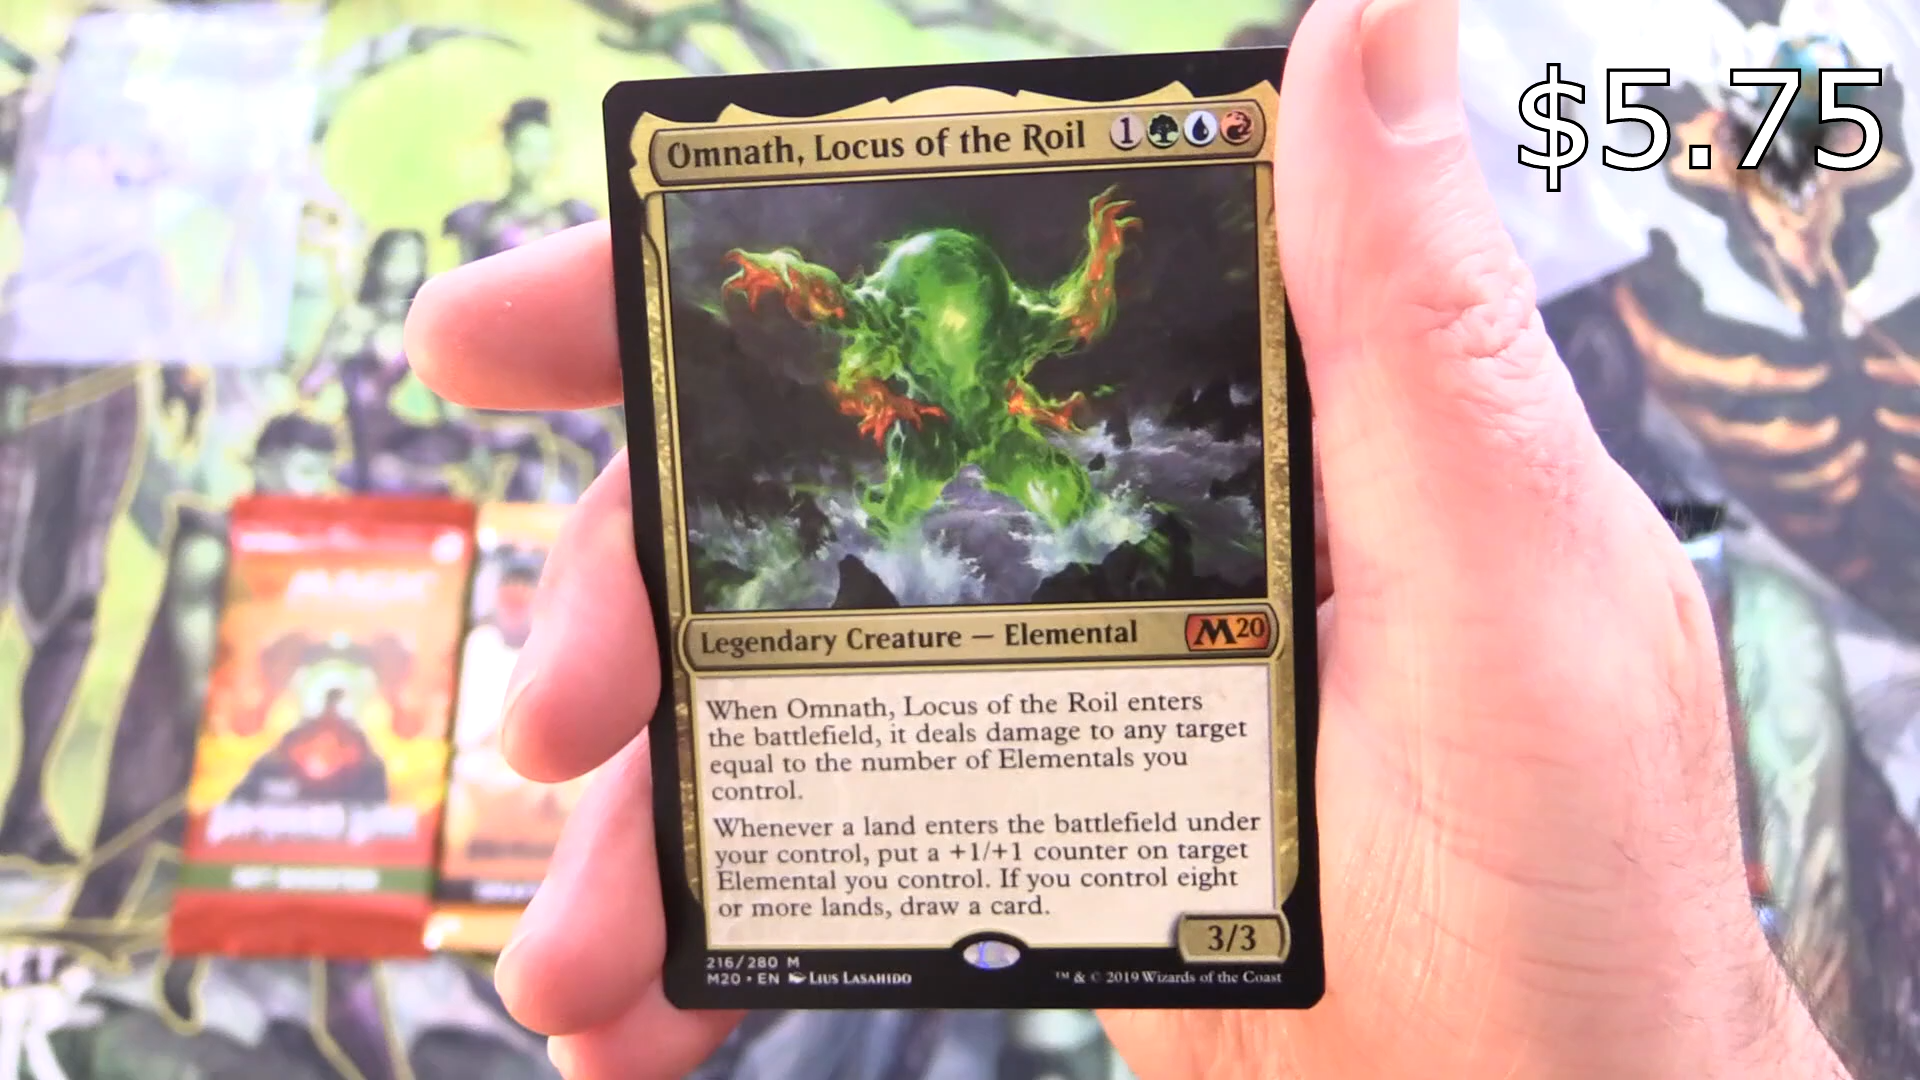 $5.75
Omnath, Locus of the Roil 1
Legendary Creature — Elemental M20
When Omnath, Locus of the Roil enters
the battlefield, it deals damage to any target
equal to the number of Elementals you
control.
Whenever a land enters the battlefield under
your control, put a +1/+1 counter on target
Elemental you control. If you control eight
or more lands, draw a card.
3/3
216/280 M
M20 • EN Lius Lasahido
™ & © 2019 Wizards of the Coast
MAGIC